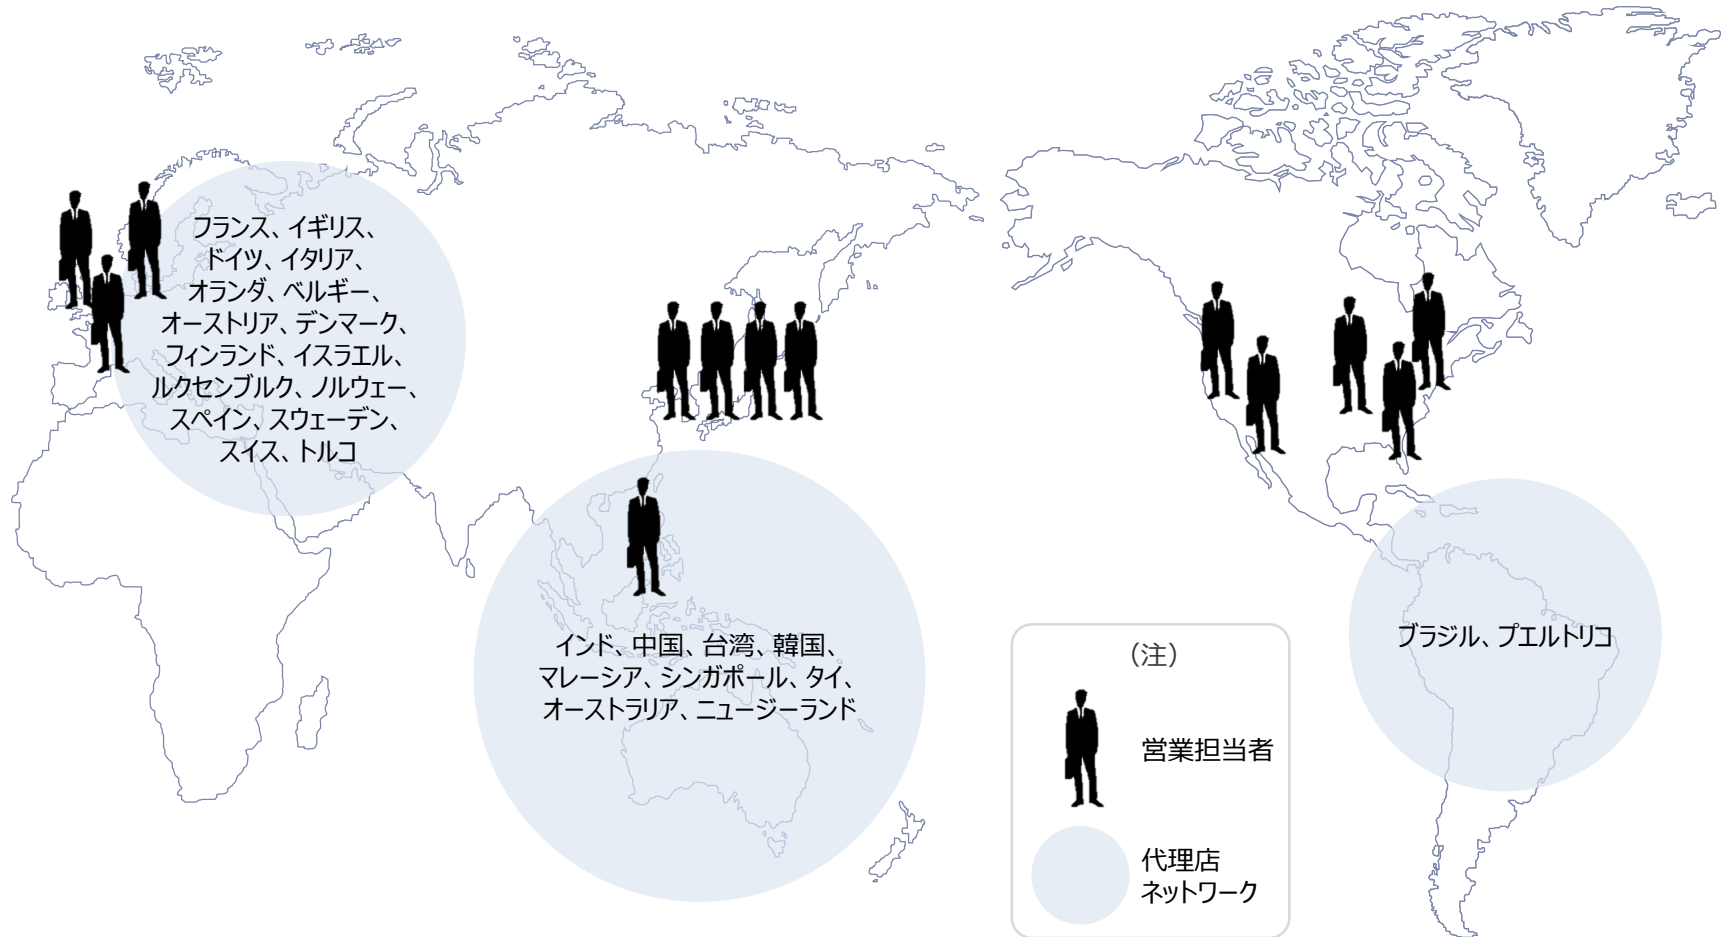 フランス、イギリス、
ドイツ、イタリア、
オランダ、ベルギー、
オーストリア、デンマーク、
フィンランド、イスラエル、
ルクセンブルク、ノルウェー、
スペイン、スウェーデン、
スイス、トルコ
インド、中国、台湾、韓国、
マレーシア、シンガポール、タイ、
オーストラリア、ニュージーランド
ブラジル、プエルトリコ
（注）
営業担当者
代理店
ネットワーク